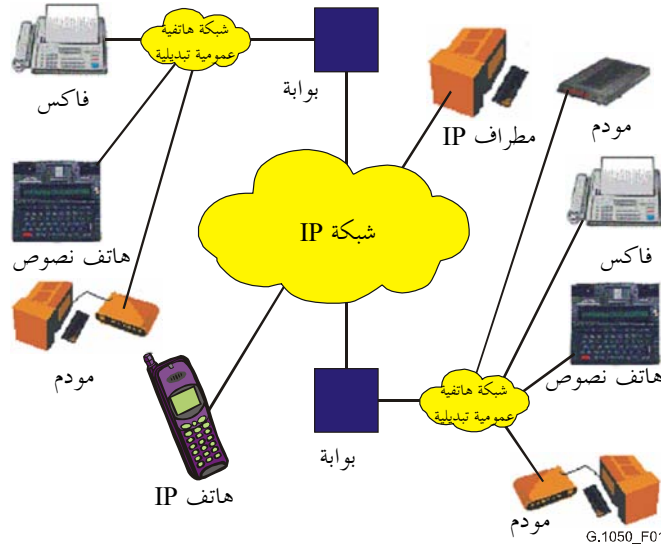 شبكة هاتفية
عمومية تبديلية
فاكس
بوابة
مطراف IP
مودم
شبكة IP
هاتف نصوص
فاكس
مودم
هاتف نصوص
شبكة هاتفية
عمومية تبديلية
بوابة
هاتف IP
مودم
G.1050_F01